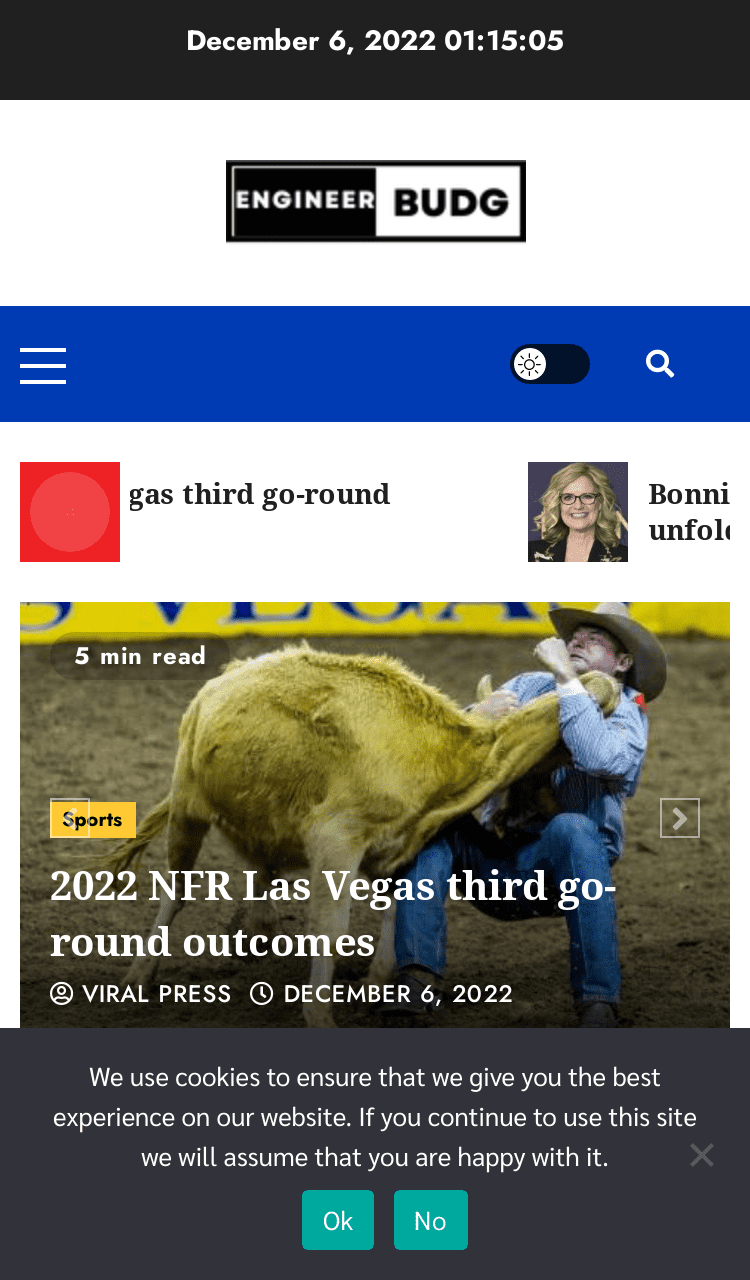 December 6, 2022 01:15:05
ENGINEER BUDG
gas third go-round
Bonni
unfold
VEGAS
5 min read
Sports
2022 NFR Las Vegas third go-
round outcomes
VIRAL PRESS DECEMBER 6, 2022
We use cookies to ensure that we give you the best
experience on our website. If you continue to use this site
we will assume that you are happy with it.
Ok No